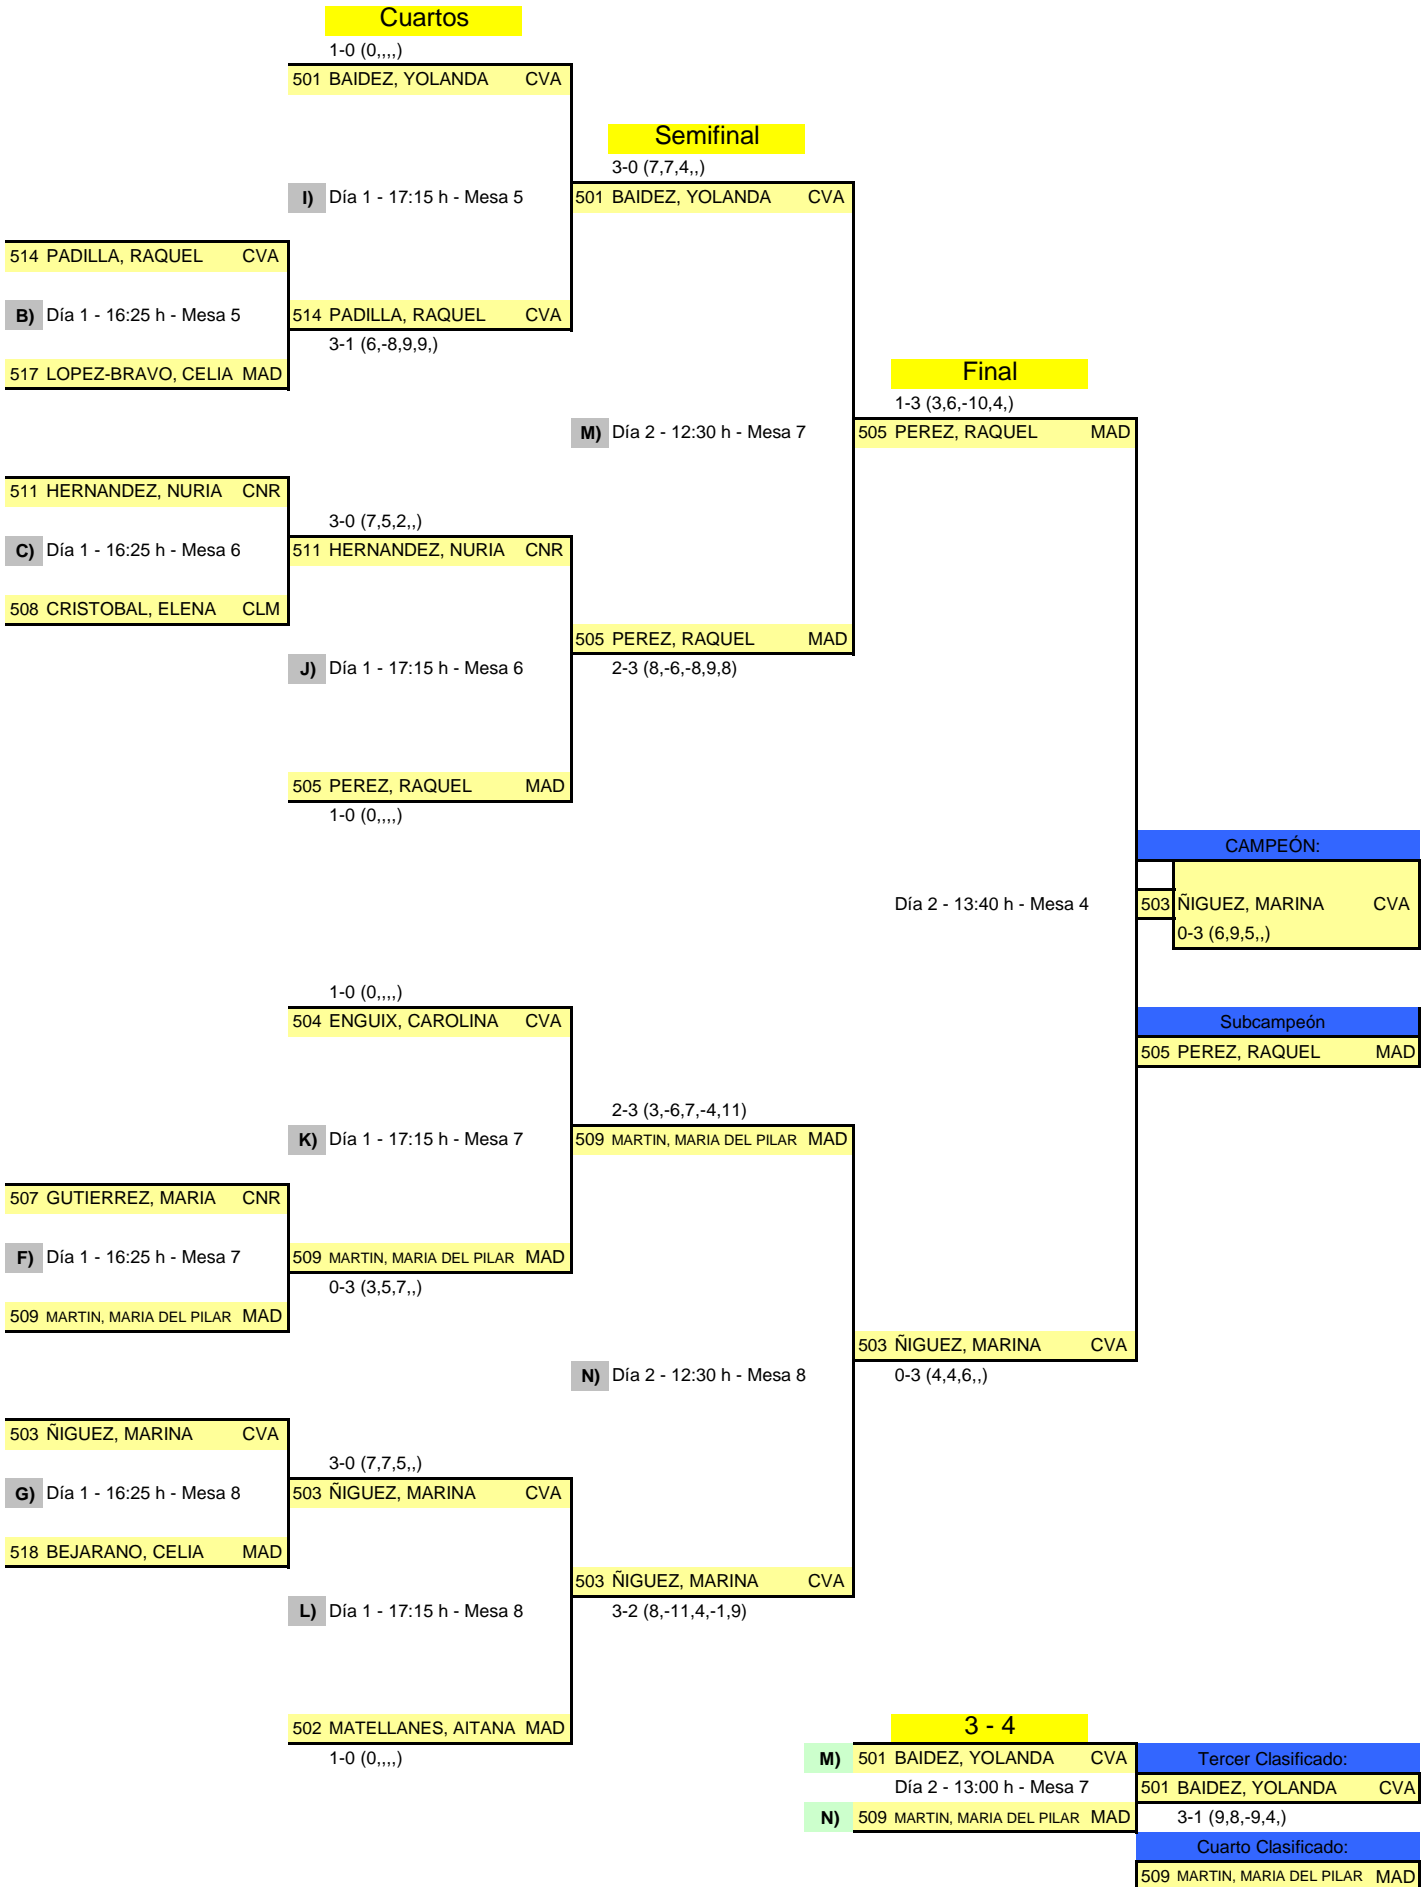 Cuartos
1-0 (0,,,,)
501 BAIDEZ, YOLANDA CVA
Semifinal
3-0 (7,7,4,,)
I) Día 1 - 17:15 h - Mesa 5
501 BAIDEZ, YOLANDA CVA
514 PADILLA, RAQUEL CVA
B) Día 1 - 16:25 h - Mesa 5
514 PADILLA, RAQUEL CVA
3-1 (6,-8,9,9,)
517 LOPEZ-BRAVO, CELIA MAD
Final
1-3 (3,6,-10,4,)
M) Día 2 - 12:30 h - Mesa 7
505 PEREZ, RAQUEL MAD
511 HERNANDEZ, NURIA CNR
3-0 (7,5,2,,)
C) Día 1 - 16:25 h - Mesa 6
511 HERNANDEZ, NURIA CNR
508 CRISTOBAL, ELENA CLM
505 PEREZ, RAQUEL MAD
J) Día 1 - 17:15 h - Mesa 6
2-3 (8,-6,-8,9,8)
505 PEREZ, RAQUEL MAD
1-0 (0,,,,)
CAMPEÓN:
Día 2 - 13:40 h - Mesa 4
503 ÑIGUEZ, MARINA CVA
0-3 (6,9,5,,)
1-0 (0,,,,)
504 ENGUIX, CAROLINA CVA
Subcampeón
505 PEREZ, RAQUEL MAD
2-3 (3,-6,7,-4,11)
K) Día 1 - 17:15 h - Mesa 7
509 MARTIN, MARIA DEL PILAR MAD
507 GUTIERREZ, MARIA CNR
F) Día 1 - 16:25 h - Mesa 7
509 MARTIN, MARIA DEL PILAR MAD
0-3 (3,5,7,,)
509 MARTIN, MARIA DEL PILAR MAD
503 ÑIGUEZ, MARINA CVA
N) Día 2 - 12:30 h - Mesa 8
0-3 (4,4,6,,)
503 ÑIGUEZ, MARINA CVA
3-0 (7,7,5,,)
G) Día 1 - 16:25 h - Mesa 8
503 ÑIGUEZ, MARINA CVA
518 BEJARANO, CELIA MAD
503 ÑIGUEZ, MARINA CVA
L) Día 1 - 17:15 h - Mesa 8
3-2 (8,-11,4,-1,9)
502 MATELLANES, AITANA MAD
1-0 (0,,,,)
3 - 4
M) 501 BAIDEZ, YOLANDA CVA
Tercer Clasificado:
Día 2 - 13:00 h - Mesa 7
501 BAIDEZ, YOLANDA CVA
N) 509 MARTIN, MARIA DEL PILAR MAD
3-1 (9,8,-9,4,)
Cuarto Clasificado:
509 MARTIN, MARIA DEL PILAR MAD